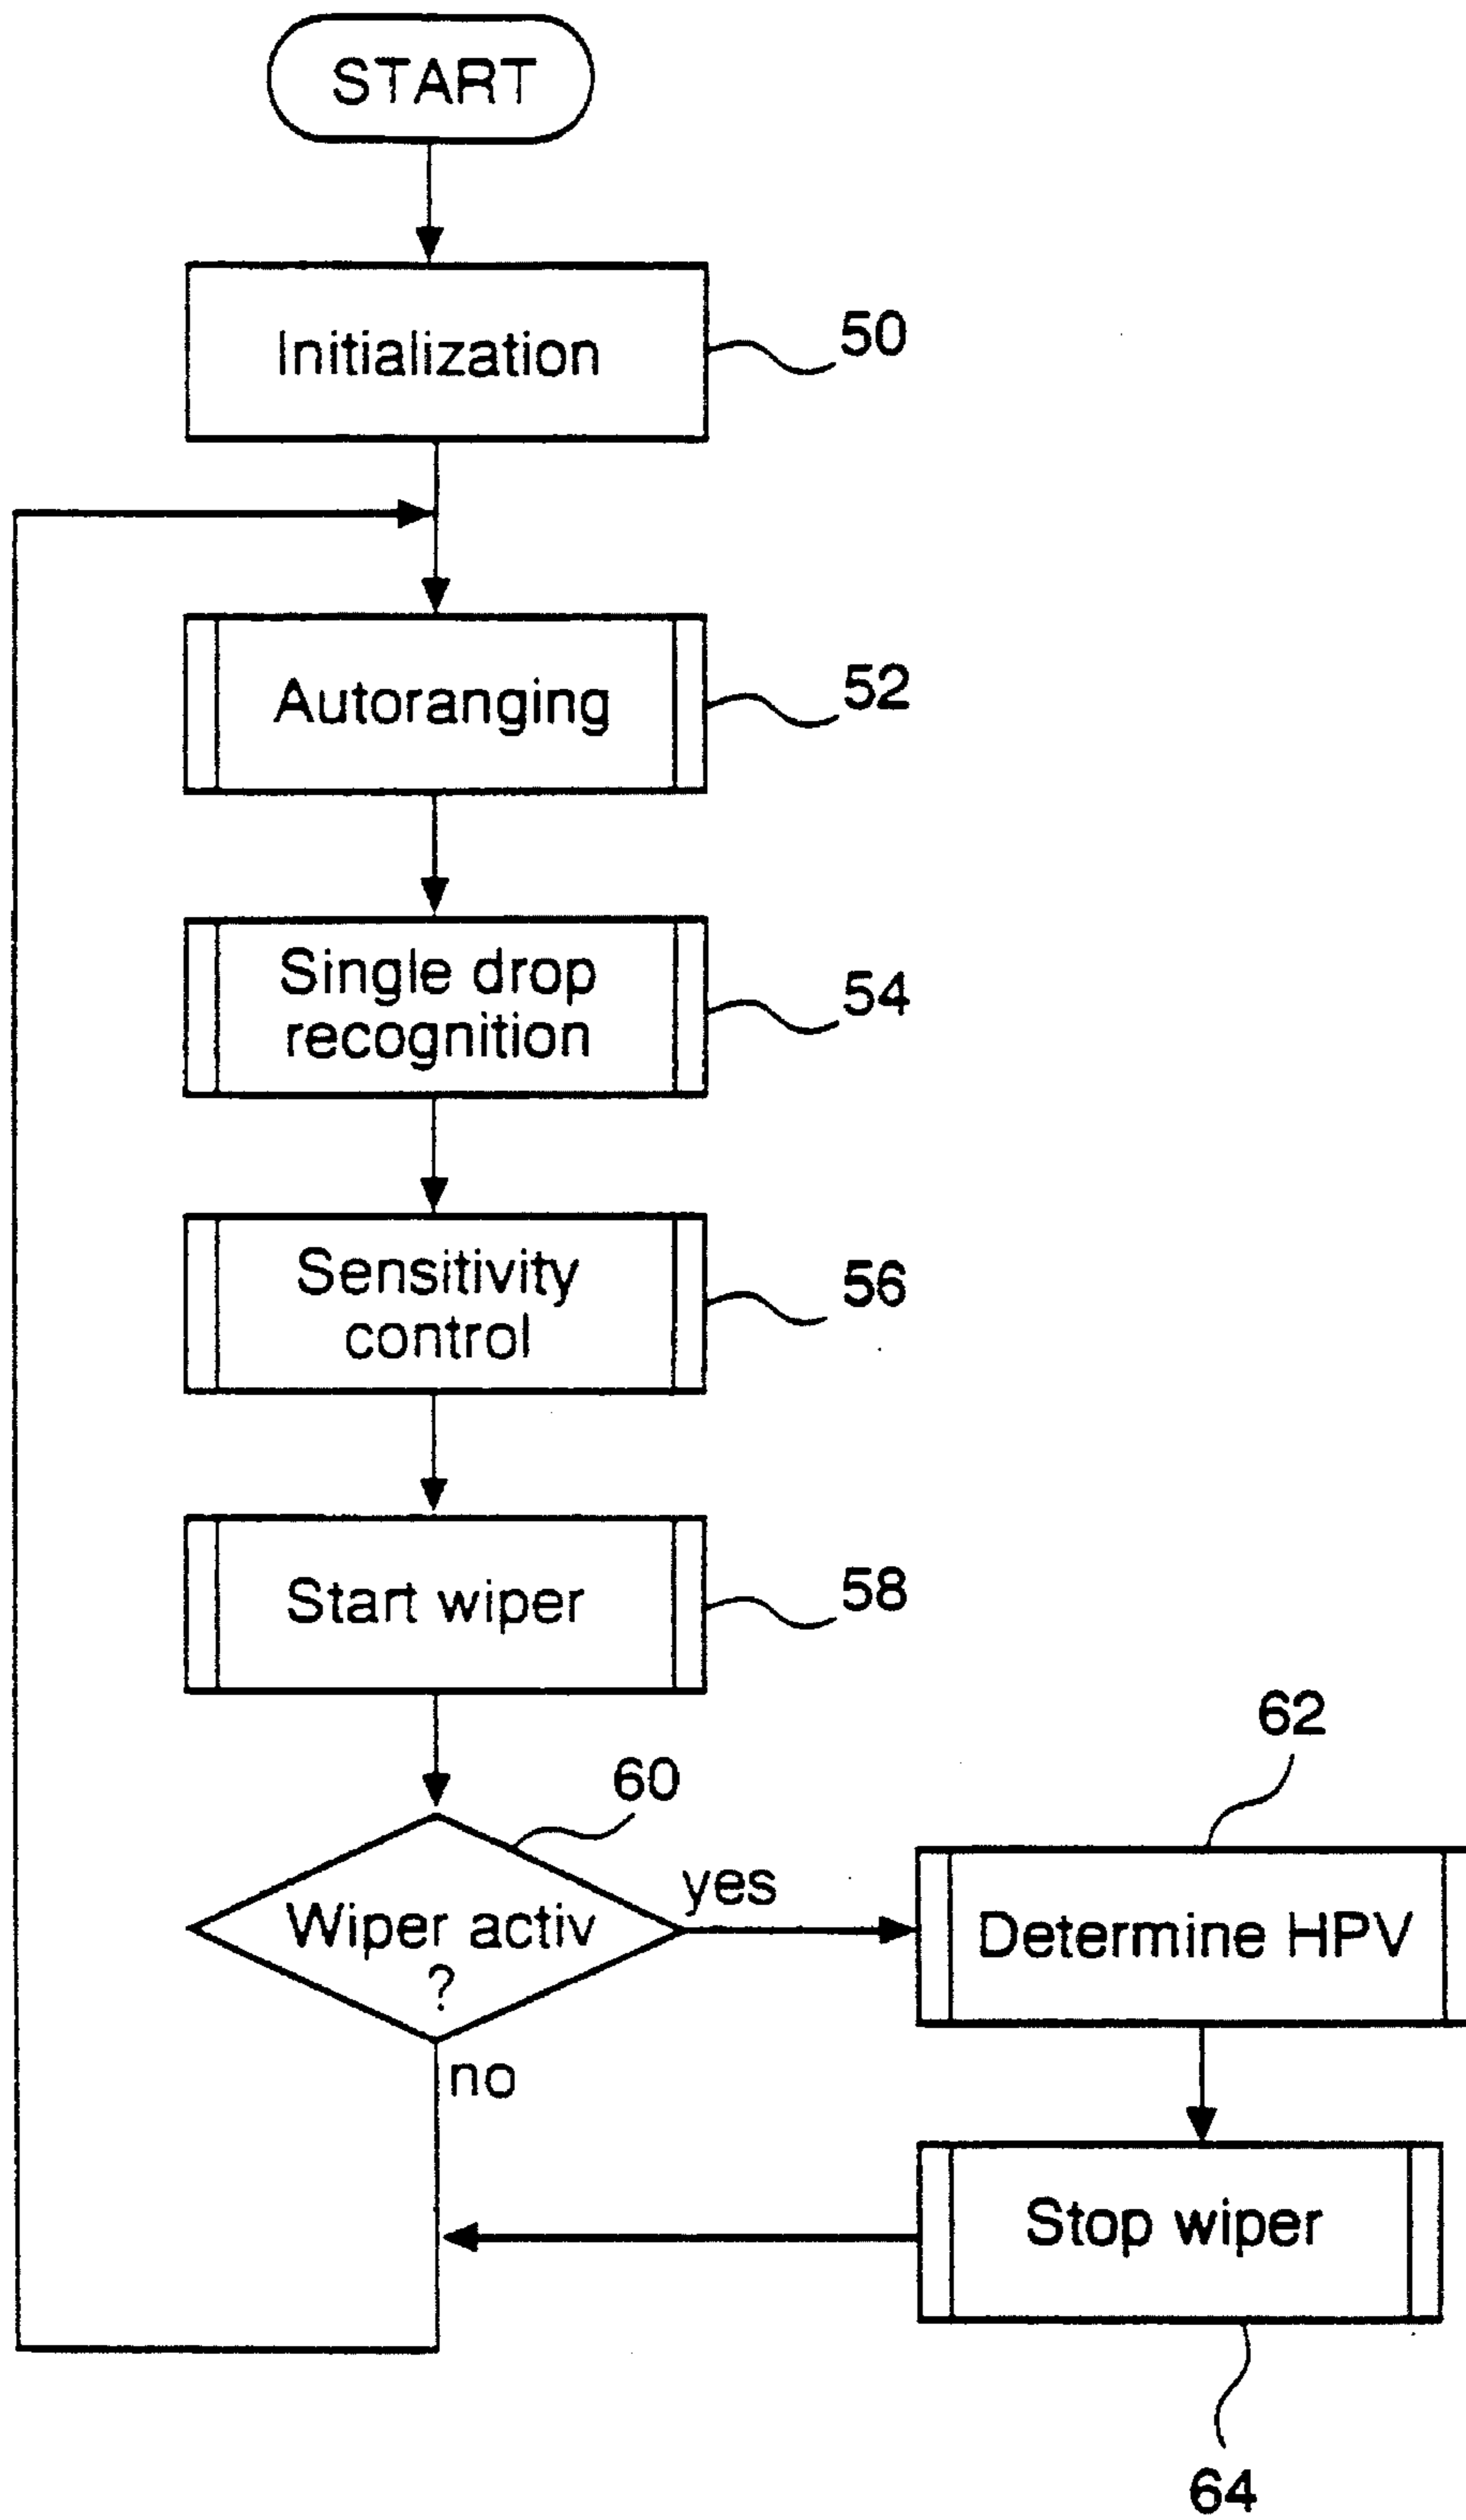 START
Initialization
50
Autoranging
52
Single drop
recognition
54
Sensitivity
control
56
Start wiper
58
60
Wiper activ
?
yes
no
62
Determine HPV
Stop wiper
64